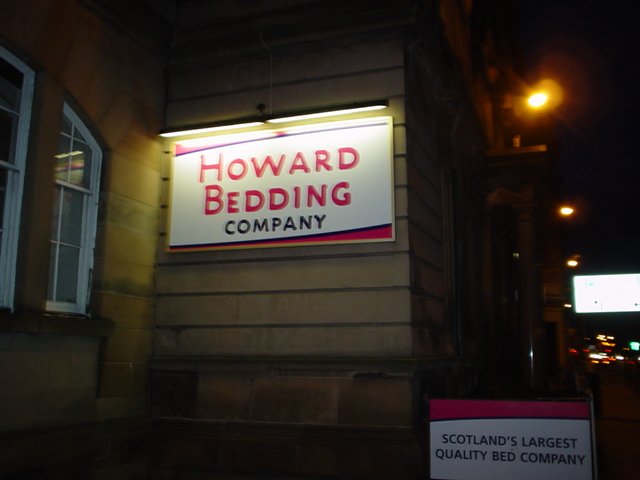 HOWARD
BEDDING
COMPANY
SCOTLAND'S LARGEST
QUALITY BED COMPANY